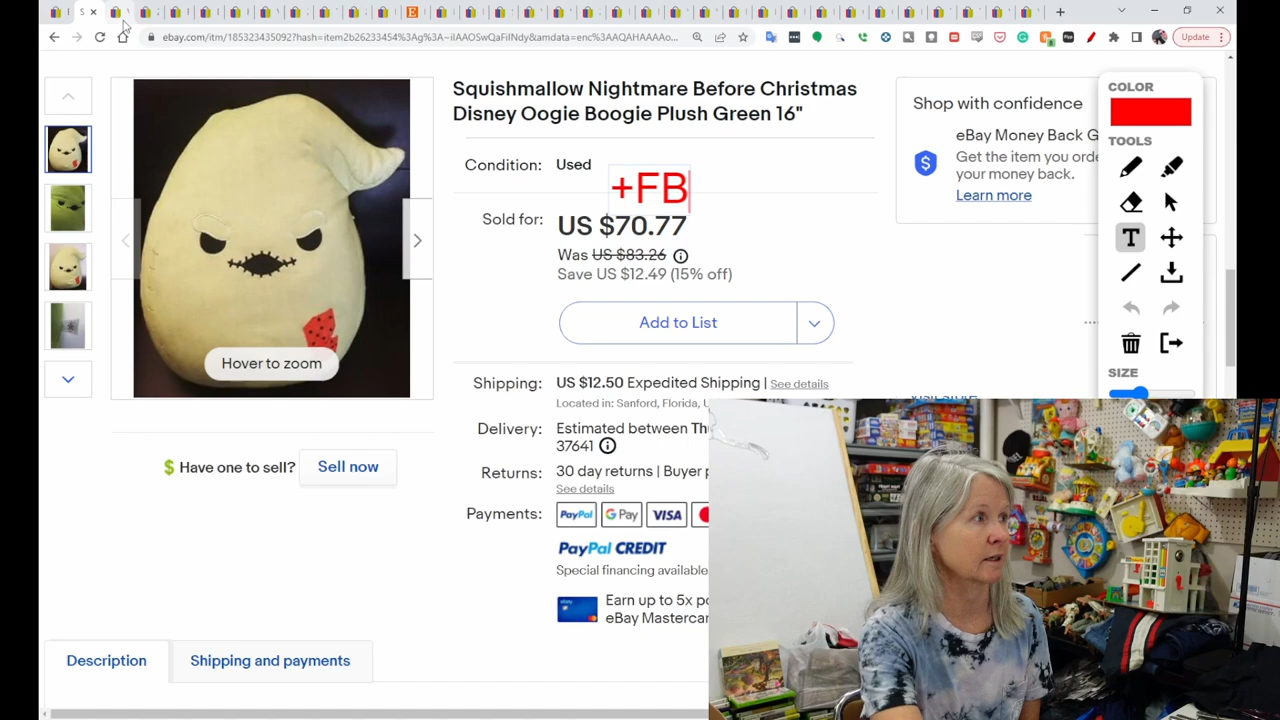 S
ebay.com/itm/185323435092?hash=item2b26233454%3Ag%3A~iIAAOSwQaFilNdy&amdata=enc%3AAQAHAAAAo...
Update
Squishmallow Nightmare Before Christmas
Disney Oogie Boogie Plush Green 16"
Condition: Used
+FB
Sold for: US $70.77
Was US $83.26
Save US $12.49 (15% off)
Add to List
Shipping: US $12.50 Expedited Shipping | See details
Located in: Sanford, Florida, U
Delivery: Estimated between Thu
37641
Returns: 30 day returns | Buyer p
See details
Payments: PayPal G Pay VISA
PayPal CREDIT
Special financing available
Earn up to 5x po
eBay Mastercar
Hover to zoom
Have one to sell? Sell now
Description
Shipping and payments
Shop with confidence
eBay Money Back G
Get the item you orde
your money back.
Learn more
Visit store
COLOR
TOOLS
T
SIZE